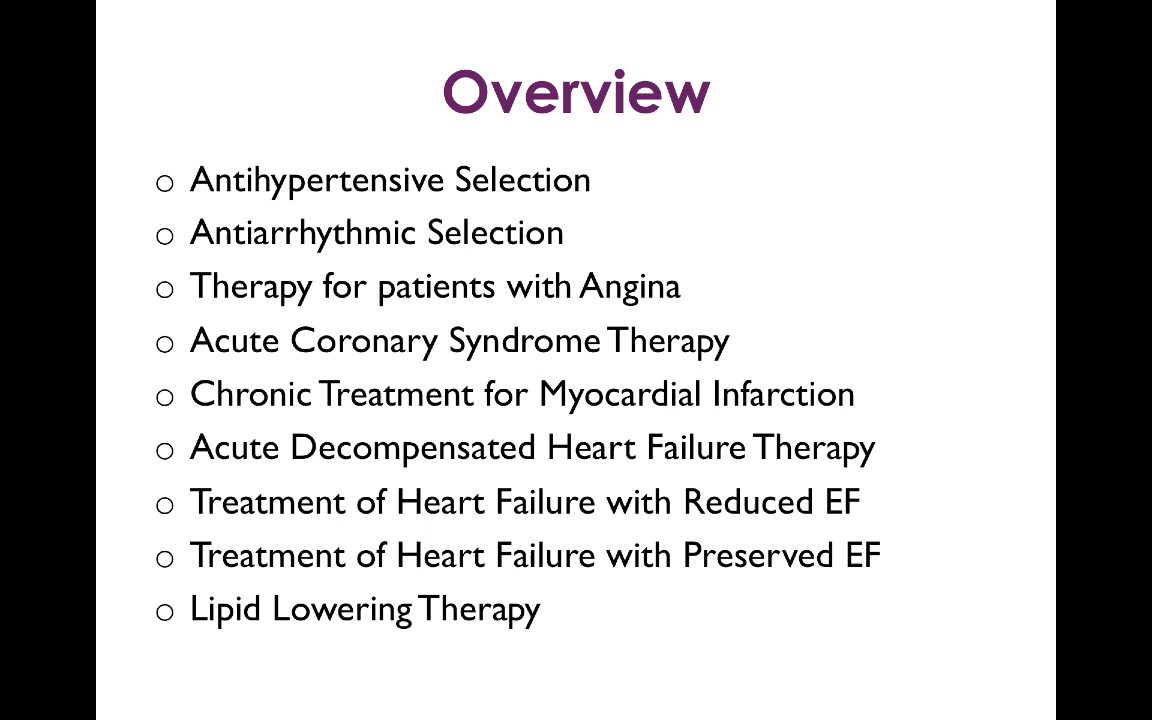 Overview
o Antihypertensive Selection
o Antiarrhythmic Selection
o Therapy for patients with Angina
o Acute Coronary Syndrome Therapy
o Chronic Treatment for Myocardial Infarction
o Acute Decompensated Heart Failure Therapy
o Treatment of Heart Failure with Reduced EF
o Treatment of Heart Failure with Preserved EF
o Lipid Lowering Therapy